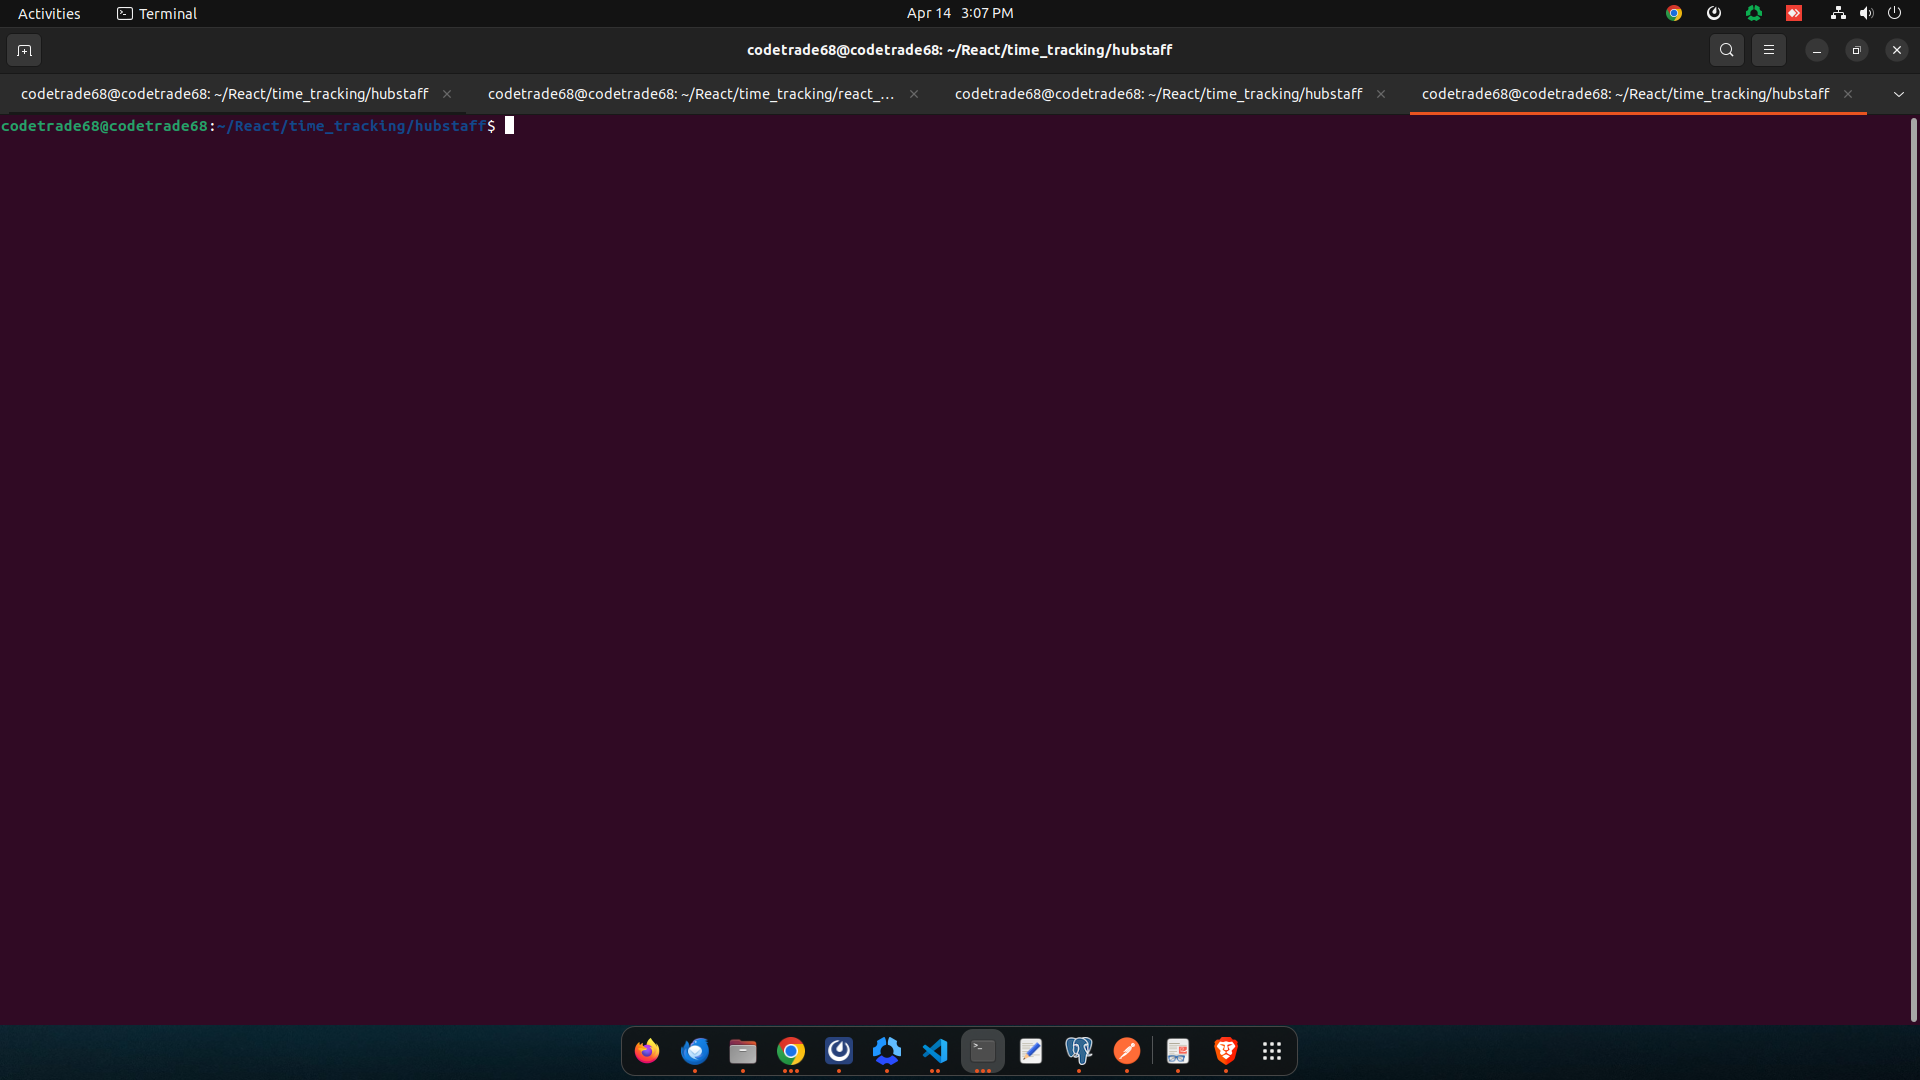 Activities
Terminal
Apr 14 3:07 PM
codetrade68@codetrade68: ~/React/time_tracking/hubstaff
codetrade68@codetrade68: ~/React/time_tracking/hubstaff
codetrade68@codetrade68: ~/React/time_tracking/react_...
codetrade68@codetrade68: ~/React/time_tracking/hubstaff
codetrade68@codetrade68: ~/React/time_tracking/hubstaff
codetrade68@codetrade68:~/React/time_tracking/hubstaff$